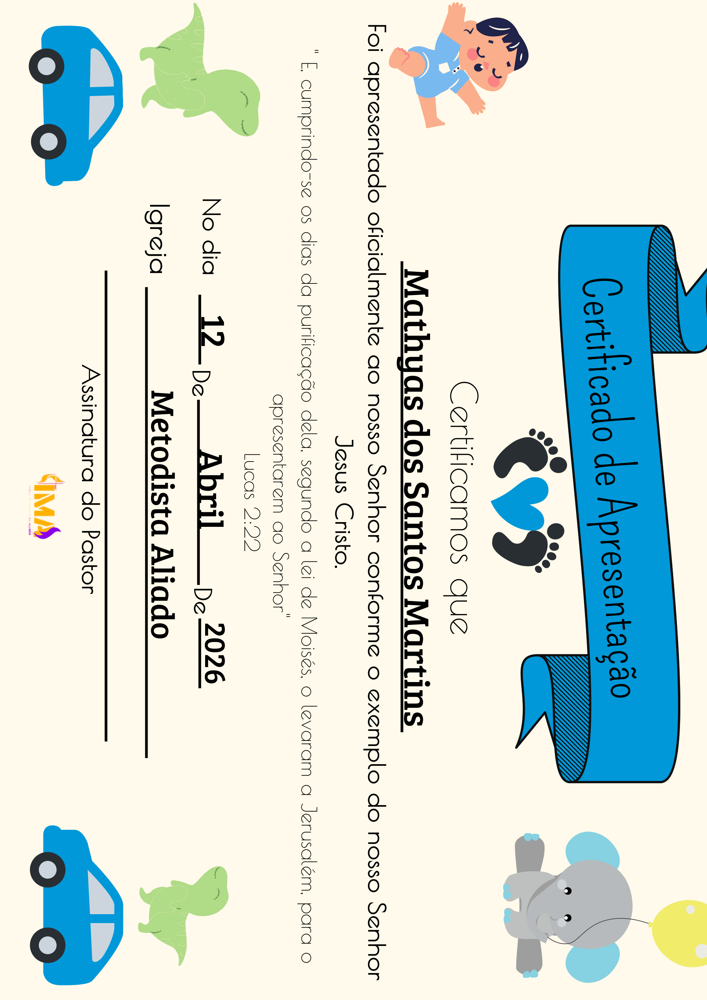 Certificado de Apresentação
Certificamos que
Mathyas dos Santos Martins
Foi apresentado oficialmente ao nosso Senhor conforme o exemplo do nosso Senhor
Jesus Cristo.
" E, cumprindo-se os dias da purificação dela, segundo a lei de Moisés, o levaram a Jerusalém, para o
apresentarem ao Senhor"
Lucas 2:22
No dia 12 De Abril De 2026
Igreja Metodista Aliado
Assinatura do Pastor
IMA